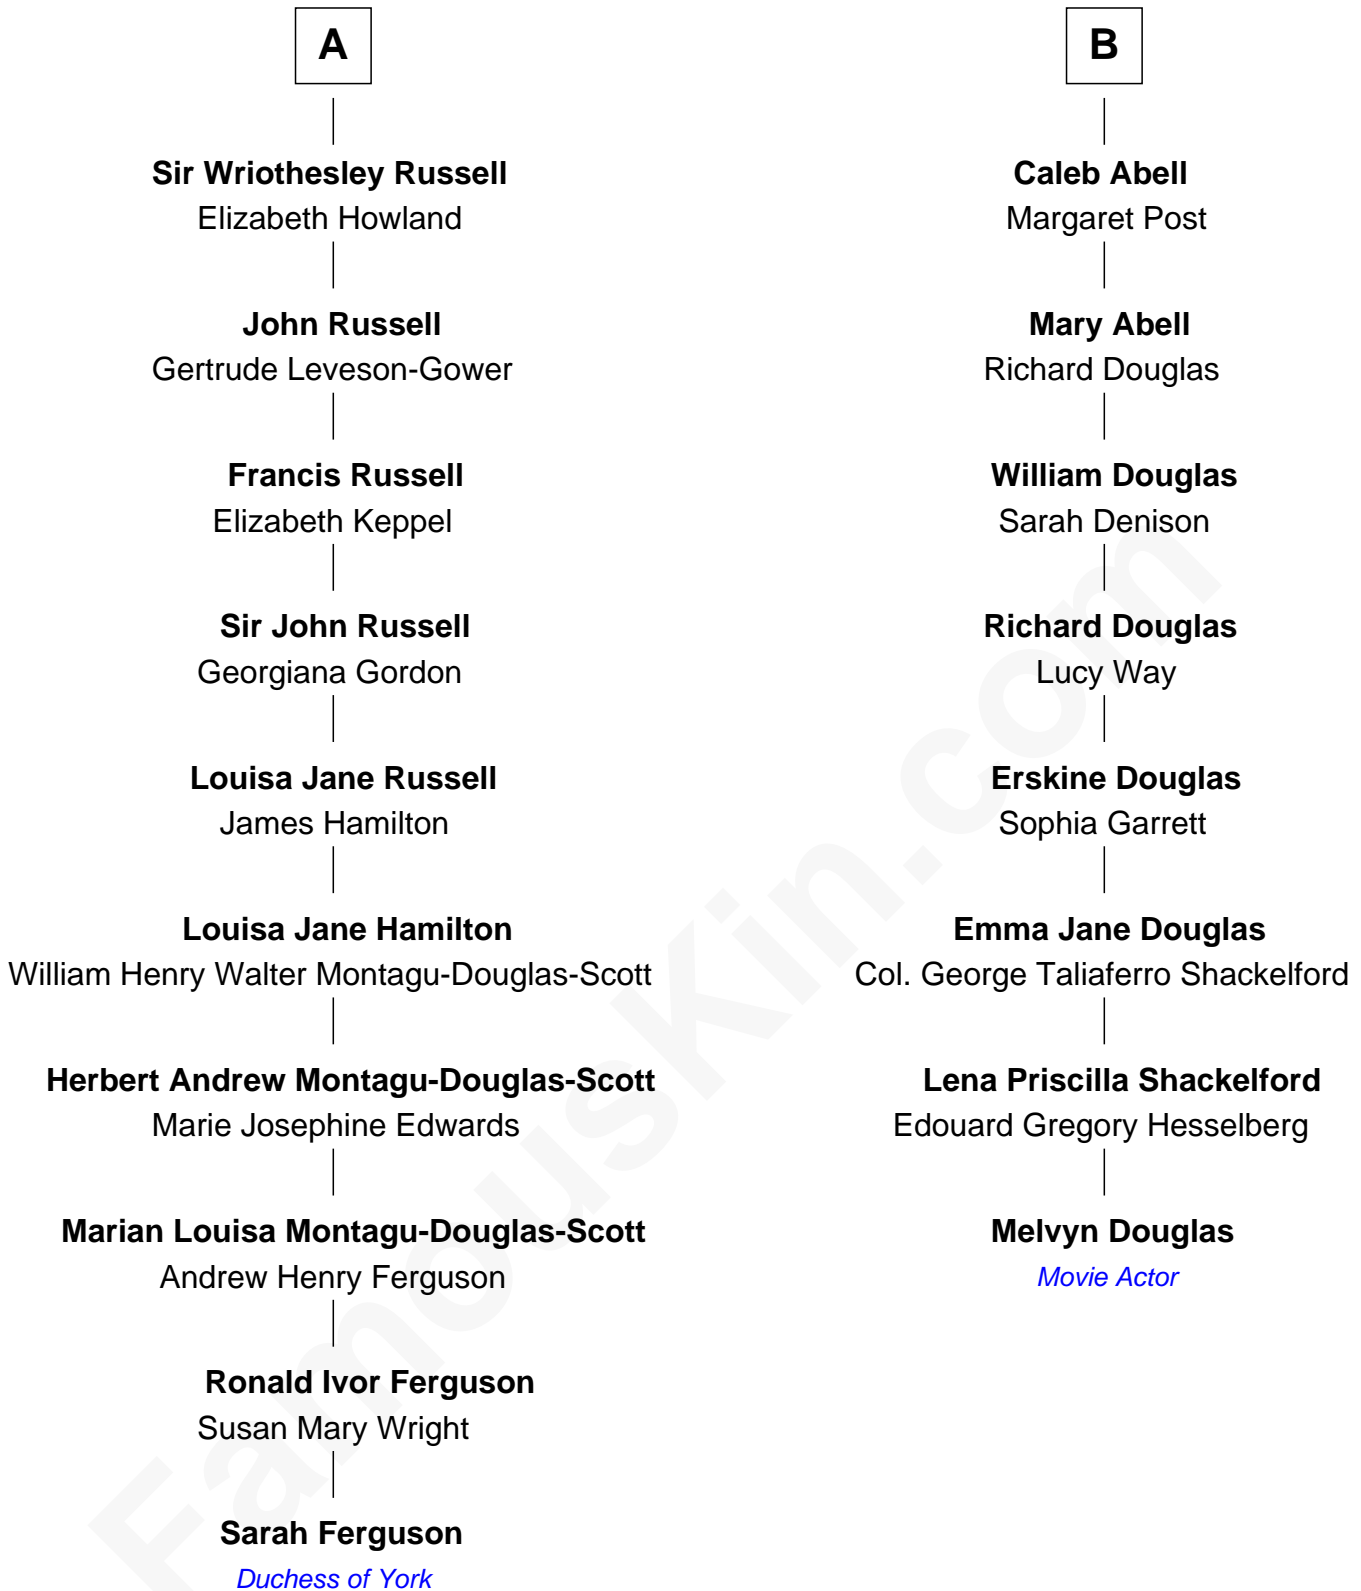 A
Sir Wriothesley Russell
Elizabeth Howland
John Russell
Gertrude Leveson-Gower
Francis Russell
Elizabeth Keppel
Sir John Russell
Georgiana Gordon
Louisa Jane Russell
James Hamilton
Louisa Jane Hamilton
William Henry Walter Montagu-Douglas-Scott
Herbert Andrew Montagu-Douglas-Scott
Marie Josephine Edwards
Marian Louisa Montagu-Douglas-Scott
Andrew Henry Ferguson
Ronald Ivor Ferguson
Susan Mary Wright
Sarah Ferguson
Duchess of York
B
Caleb Abell
Margaret Post
Mary Abell
Richard Douglas
William Douglas
Sarah Denison
Richard Douglas
Lucy Way
Erskine Douglas
Sophia Garrett
Emma Jane Douglas
Col. George Taliaferro Shackelford
Lena Priscilla Shackelford
Edouard Gregory Hesselberg
Melvyn Douglas
Movie Actor
FamousKin.com